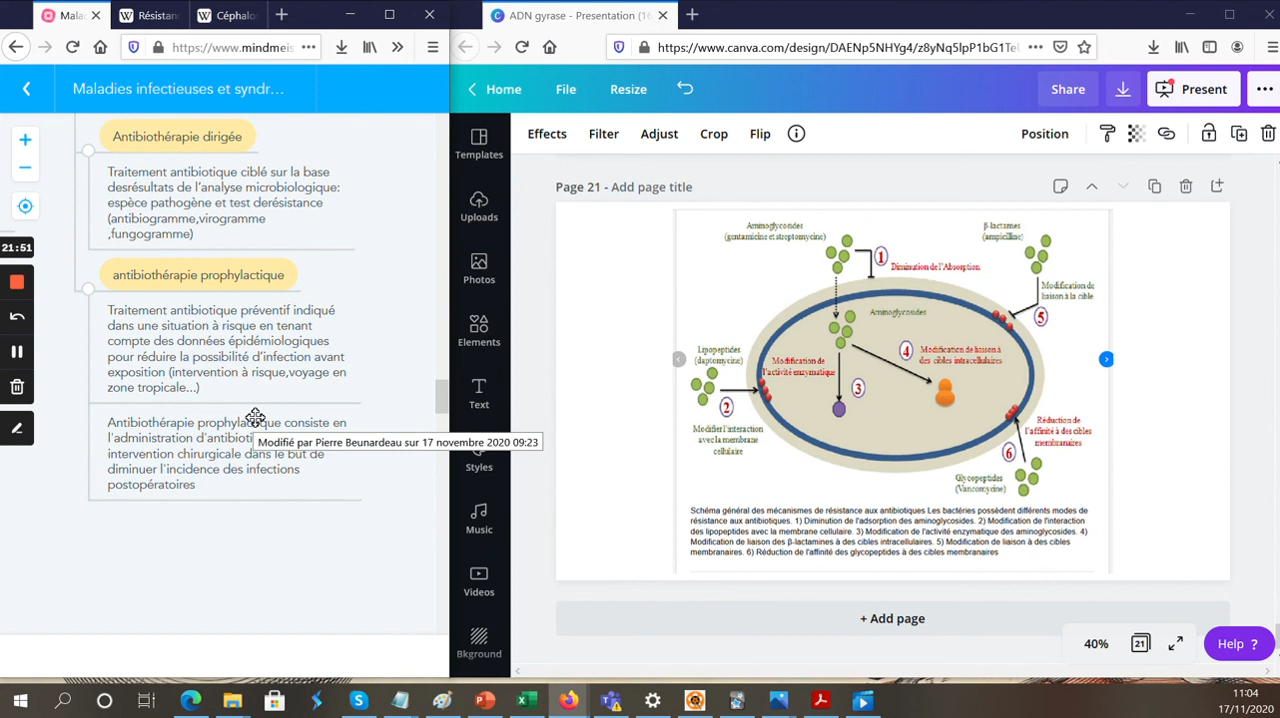 Malac
Résistan
Céphalo
ADN gyrase - Presentation (16
https://www.mindmeis
https://www.canva.com/design/DAENp5NHYg4/z8yNq5lpP1bG1Te
Maladies infectieuses et syndr...
Home
File
Resize
Share
Present
Effects
Filter
Adjust
Crop
Flip
Position
Antibiothérapie dirigée
Traitement antibiotique ciblé sur la base
desrésultats de l'analyse microbiologique:
espèce pathogène et test derésistance
(antibiogramme,virogramme
,fungogramme)
21:51
antibiothérapie prophylactique
Traitement antibiotique préventif indiqué
dans une situation à risque en tenant
compte des données épidémiologiques
pour réduire la possibilité d'infection avant
exposition (intervention à risque,voyage en
zone tropicale...)
Antibiothérapie prophylactique consiste en
l'administration d'antibioti
Modifié par Pierre Beunardeau sur 17 novembre 2020 09:23
intervention chirurgicale dans le but de
diminuer l'incidence des infections
postopératoires
Templates
Uploads
Photos
Elements
Text
Styles
Music
Videos
Bkground
Page 21 - Add page title
Aminoglycosides
(gentamicine et streptomycine)
β-lactames
(ampicilline)
1
Diminution de l'Absorption
Modification de
liaison à la cible
5
Aminoglycosides
Lipopeptides
(daptomycine)
Modification de
l'activité enzymatique
4
Modification de liaison à
des cibles intracellulaires
3
2
Modifier l'interaction
avec la membrane
cellulaire
Réduction de
l'affinité à des cibles
membranaires
6
Glycopeptides
(Vancomycine)
Schéma général des mécanismes de résistance aux antibiotiques Les bactéries possèdent différents modes de
résistance aux antibiotiques. 1) Diminution de l'adsorption des aminoglycosides. 2) Modification de l'interaction
des lipopeptides avec la membrane cellulaire. 3) Modification de l'activité enzymatique des aminoglycosides. 4)
Modification de liaison des β-lactamines à des cibles intracellulaires. 5) Modification de liaison à des cibles
membranaires. 6) Réduction de l'affinité des glycopeptides à des cibles membranaires
+ Add page
40%
21
Help ?
11:04
17/11/2020